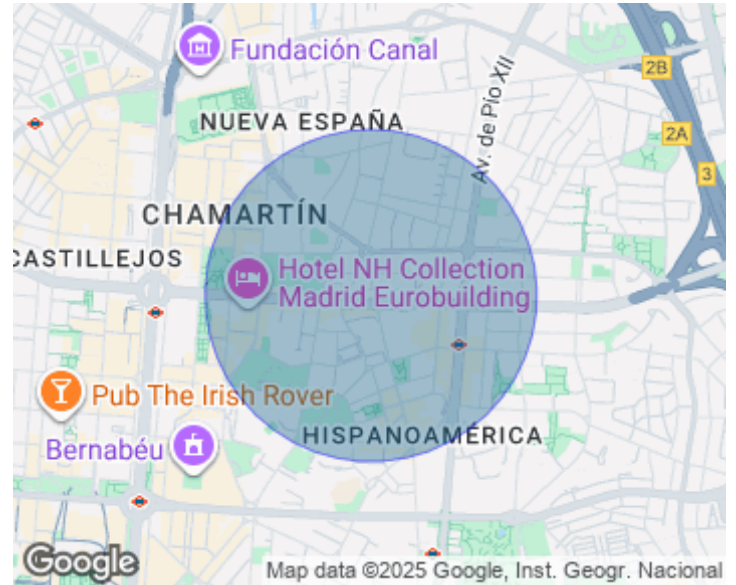 Fundación Canal
2B
NUEVA ESPAÑA
Av. de Pío XII
2A
3
CHAMARTÍN
CASTILLEJOS
Hotel NH Collection
Madrid Eurobuilding
Pub The Irish Rover
HISPANOAMÉRICA
Bernabéu
Google
Map data ©2025 Google, Inst. Geogr. Nacional